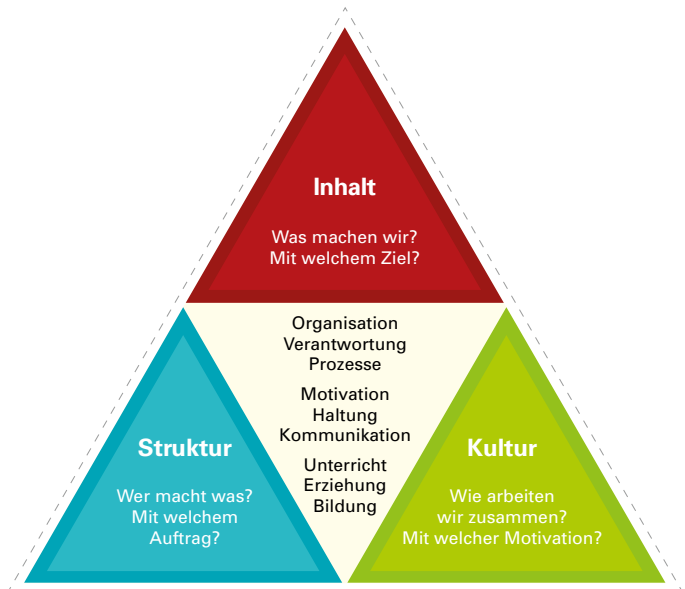 Inhalt
Was machen wir?
Mit welchem Ziel?
Organisation
Verantwortung
Prozesse
Motivation
Haltung
Kommunikation
Unterricht
Erziehung
Bildung
Struktur
Wer macht was?
Mit welchem
Auftrag?
Kultur
Wie arbeiten
wir zusammen?
Mit welcher Motivation?